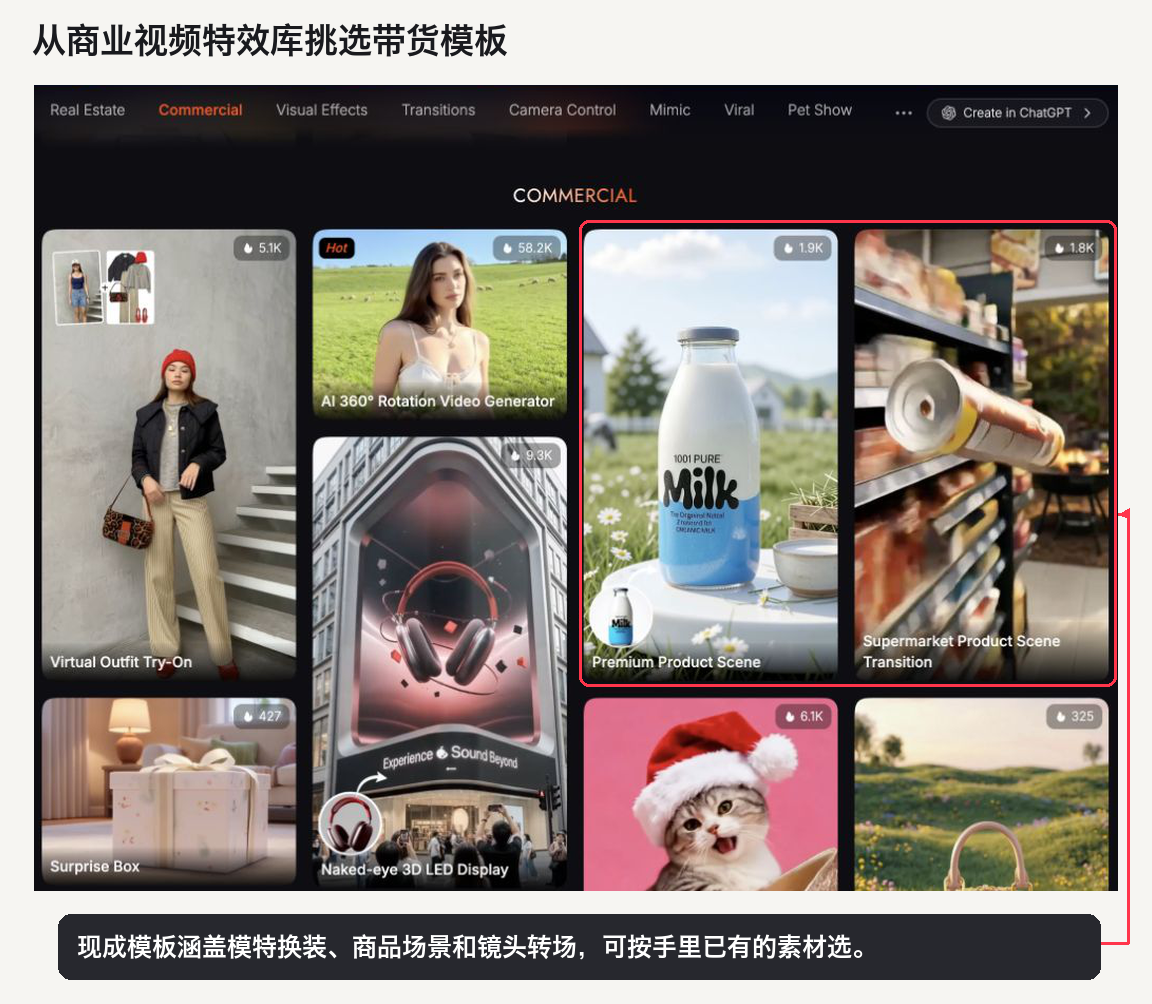 从商业视频特效库挑选带货模板
Real Estate
Commercial
Visual Effects
Transitions
Camera Control
Mimic
Viral
Pet Show
Create in ChatGPT
COMMERCIAL
5.1K
Virtual Outfit Try-On
Hot
58.2K
AI 360° Rotation Video Generator
1.9K
1001 PURE
Milk
Milk
Premium Product Scene
1.8K
Supermarket Product Scene
Transition
9.3K
Experience Sound Beyond
Naked-eye 3D LED Display
427
Surprise Box
6.1K
325
现成模板涵盖模特换装、商品场景和镜头转场，可按手里已有的素材选。